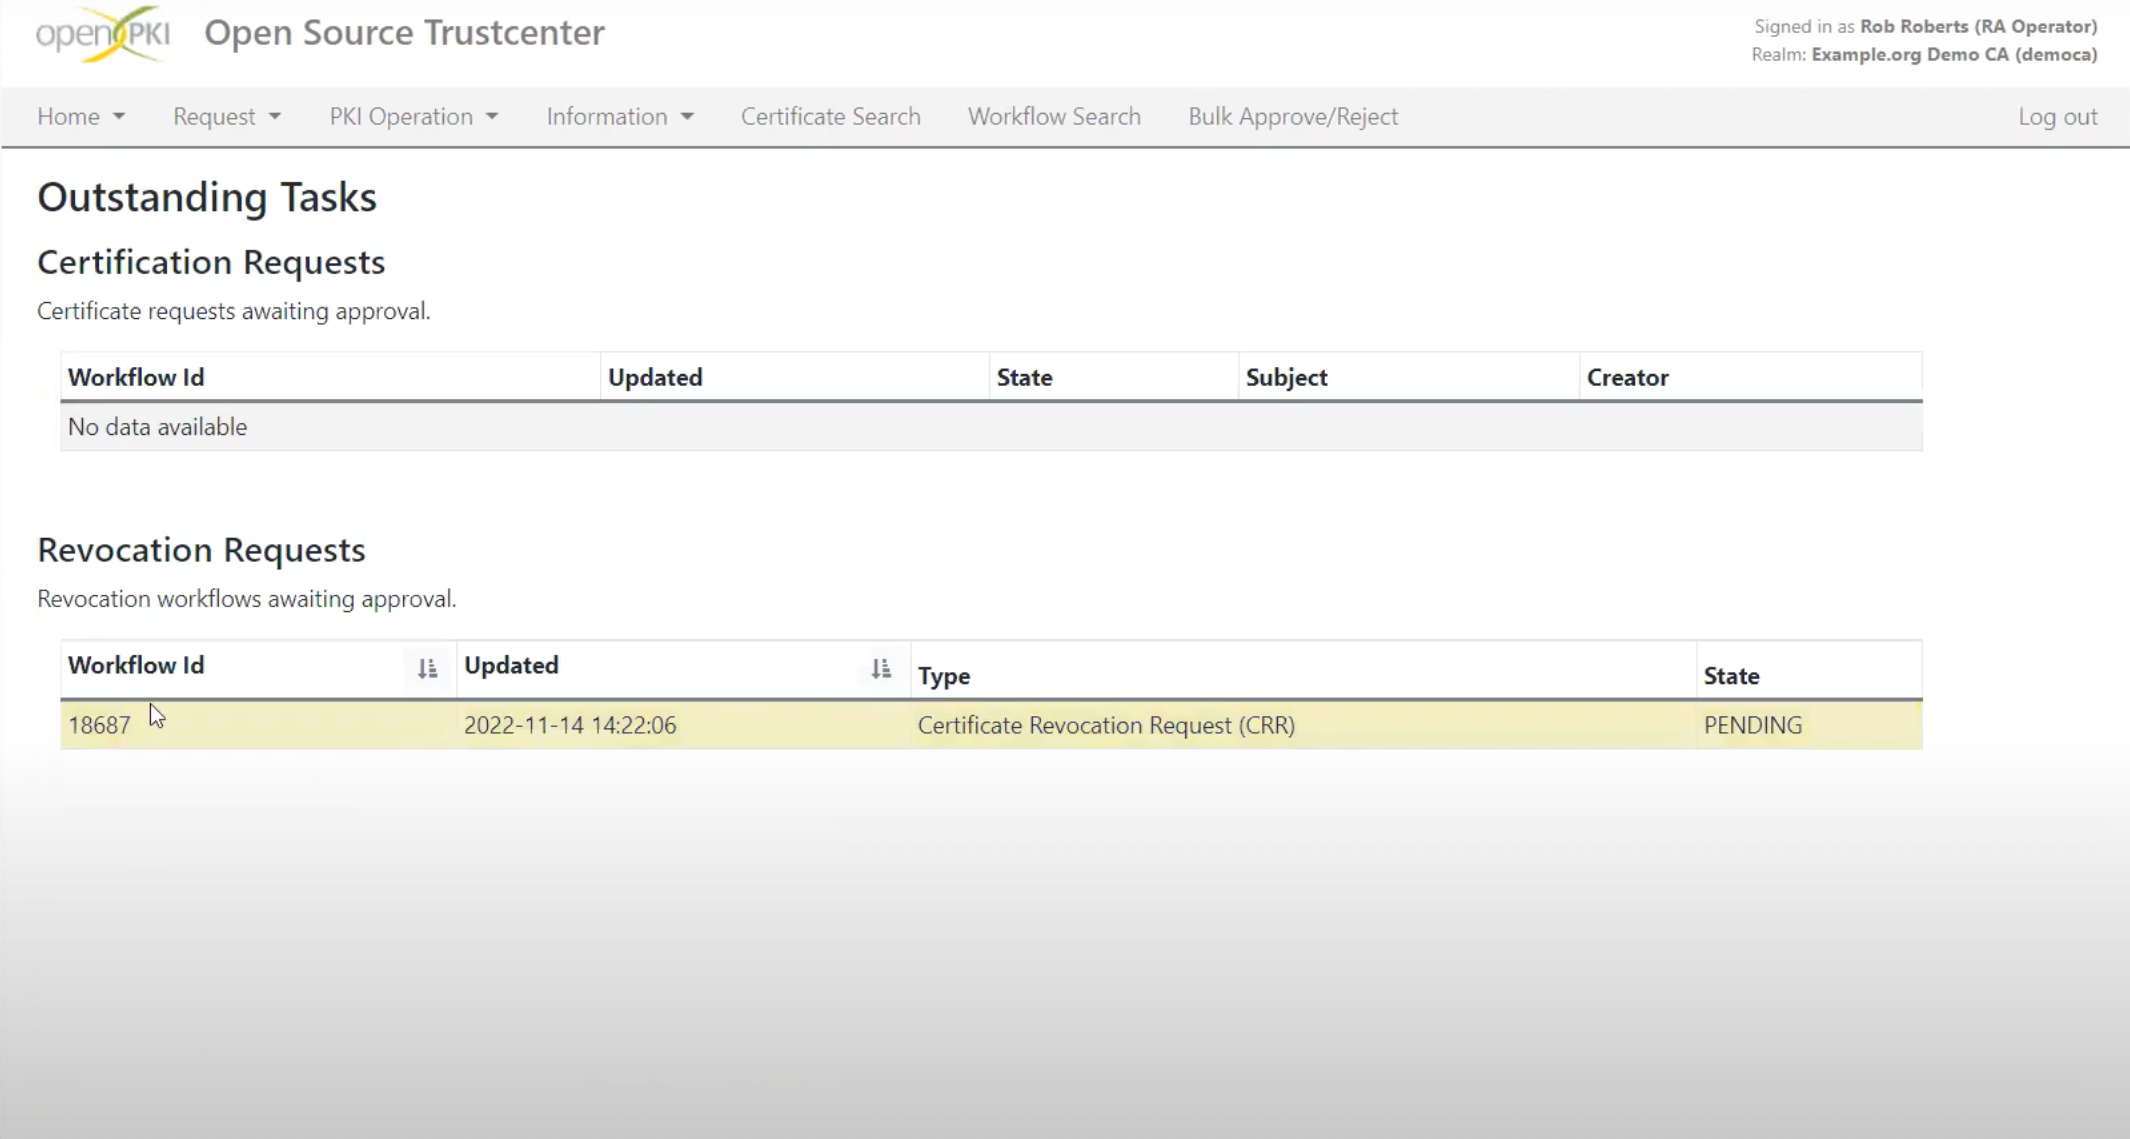 openXPKI Open Source Trustcenter
Signed in as Rob Roberts (RA Operator)
Realm: Example.org Demo CA (democa)
Home Request PKI Operation Information Certificate Search Workflow Search Bulk Approve/Reject Log out
Outstanding Tasks
Certification Requests
Certificate requests awaiting approval.
Workflow Id Updated State Subject Creator
No data available
Revocation Requests
Revocation workflows awaiting approval.
Workflow Id Updated Type State
18687 2022-11-14 14:22:06 Certificate Revocation Request (CRR) PENDING